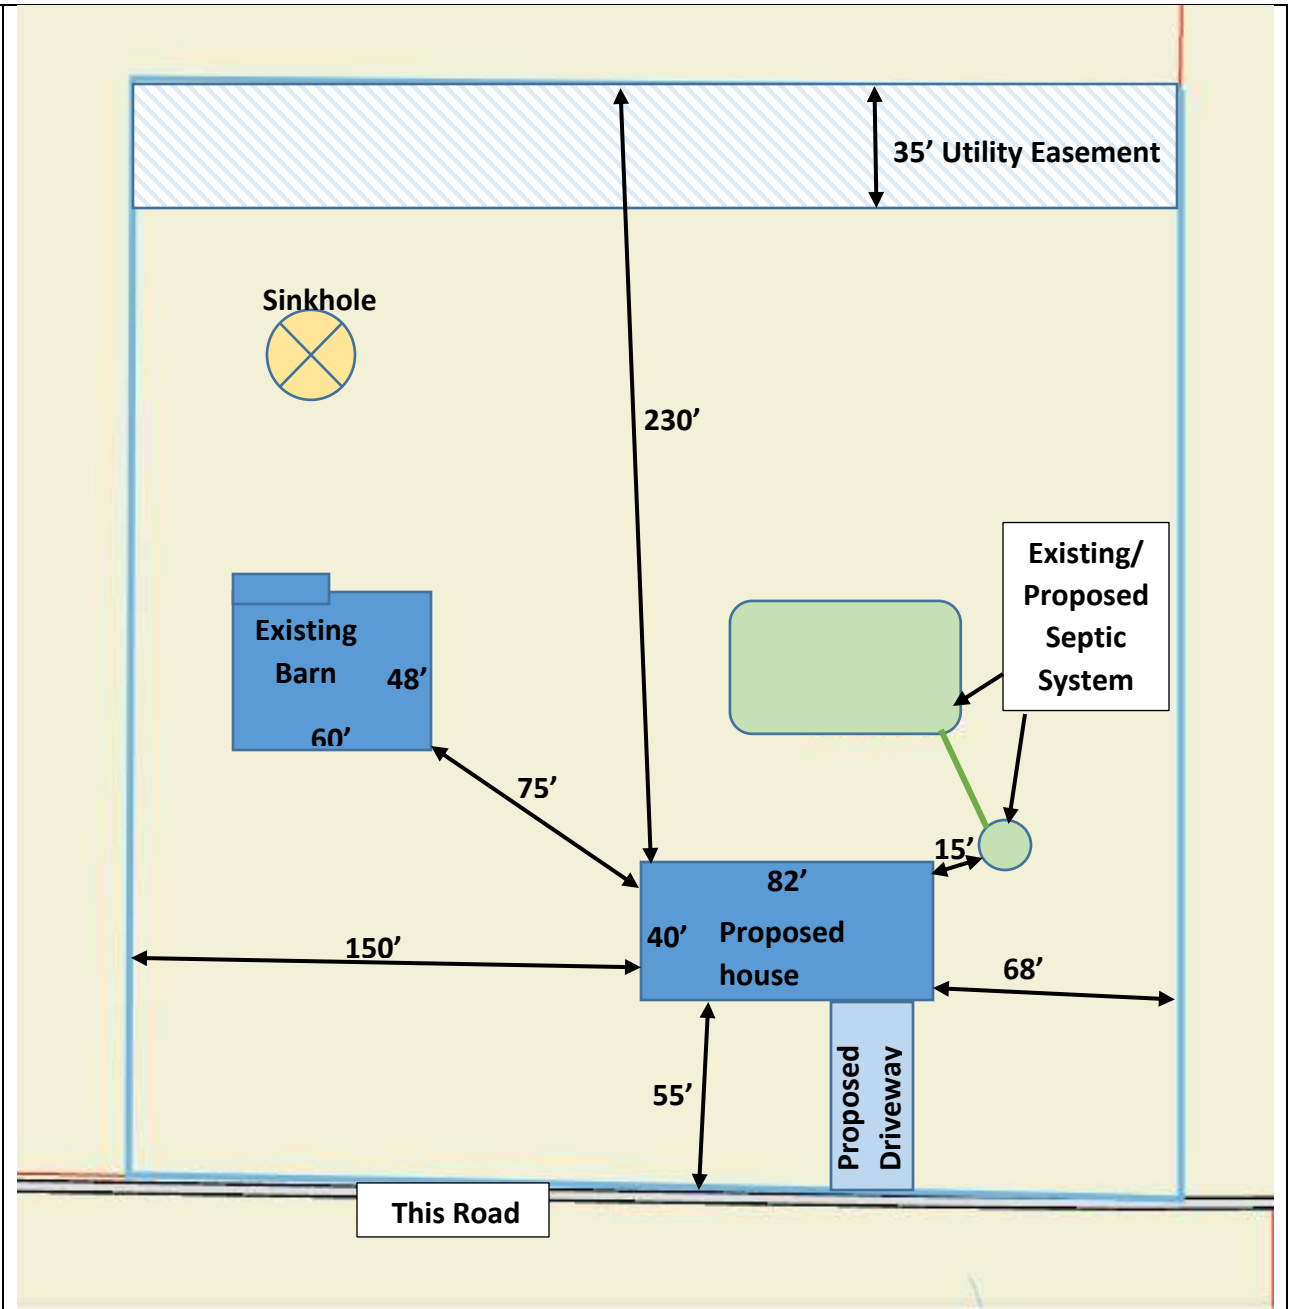 35’ Utility Easement
Sinkhole
230’
Existing/
Proposed
Septic
System
Existing
Barn
48’
60’
75’
15’
82’
40’
Proposed
house
150’
68’
55’
Proposed
Driveway
This Road